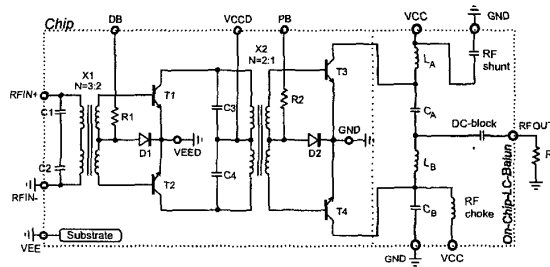 Chip
DB
VCCD
PB
VCC
GND
X1
N=3:2
X2
N=2:1
RFIN+
C1
C2
RFIN-
R1
T1
D1
VEED
T2
C3
C4
R2
T3
D2
GND
T4
LA
CA
LB
CB
RF
shunt
DC-block
RFOUT
R
RF
choke
On-Chip-LC-Balun
VEE
Substrate
GND
VCC